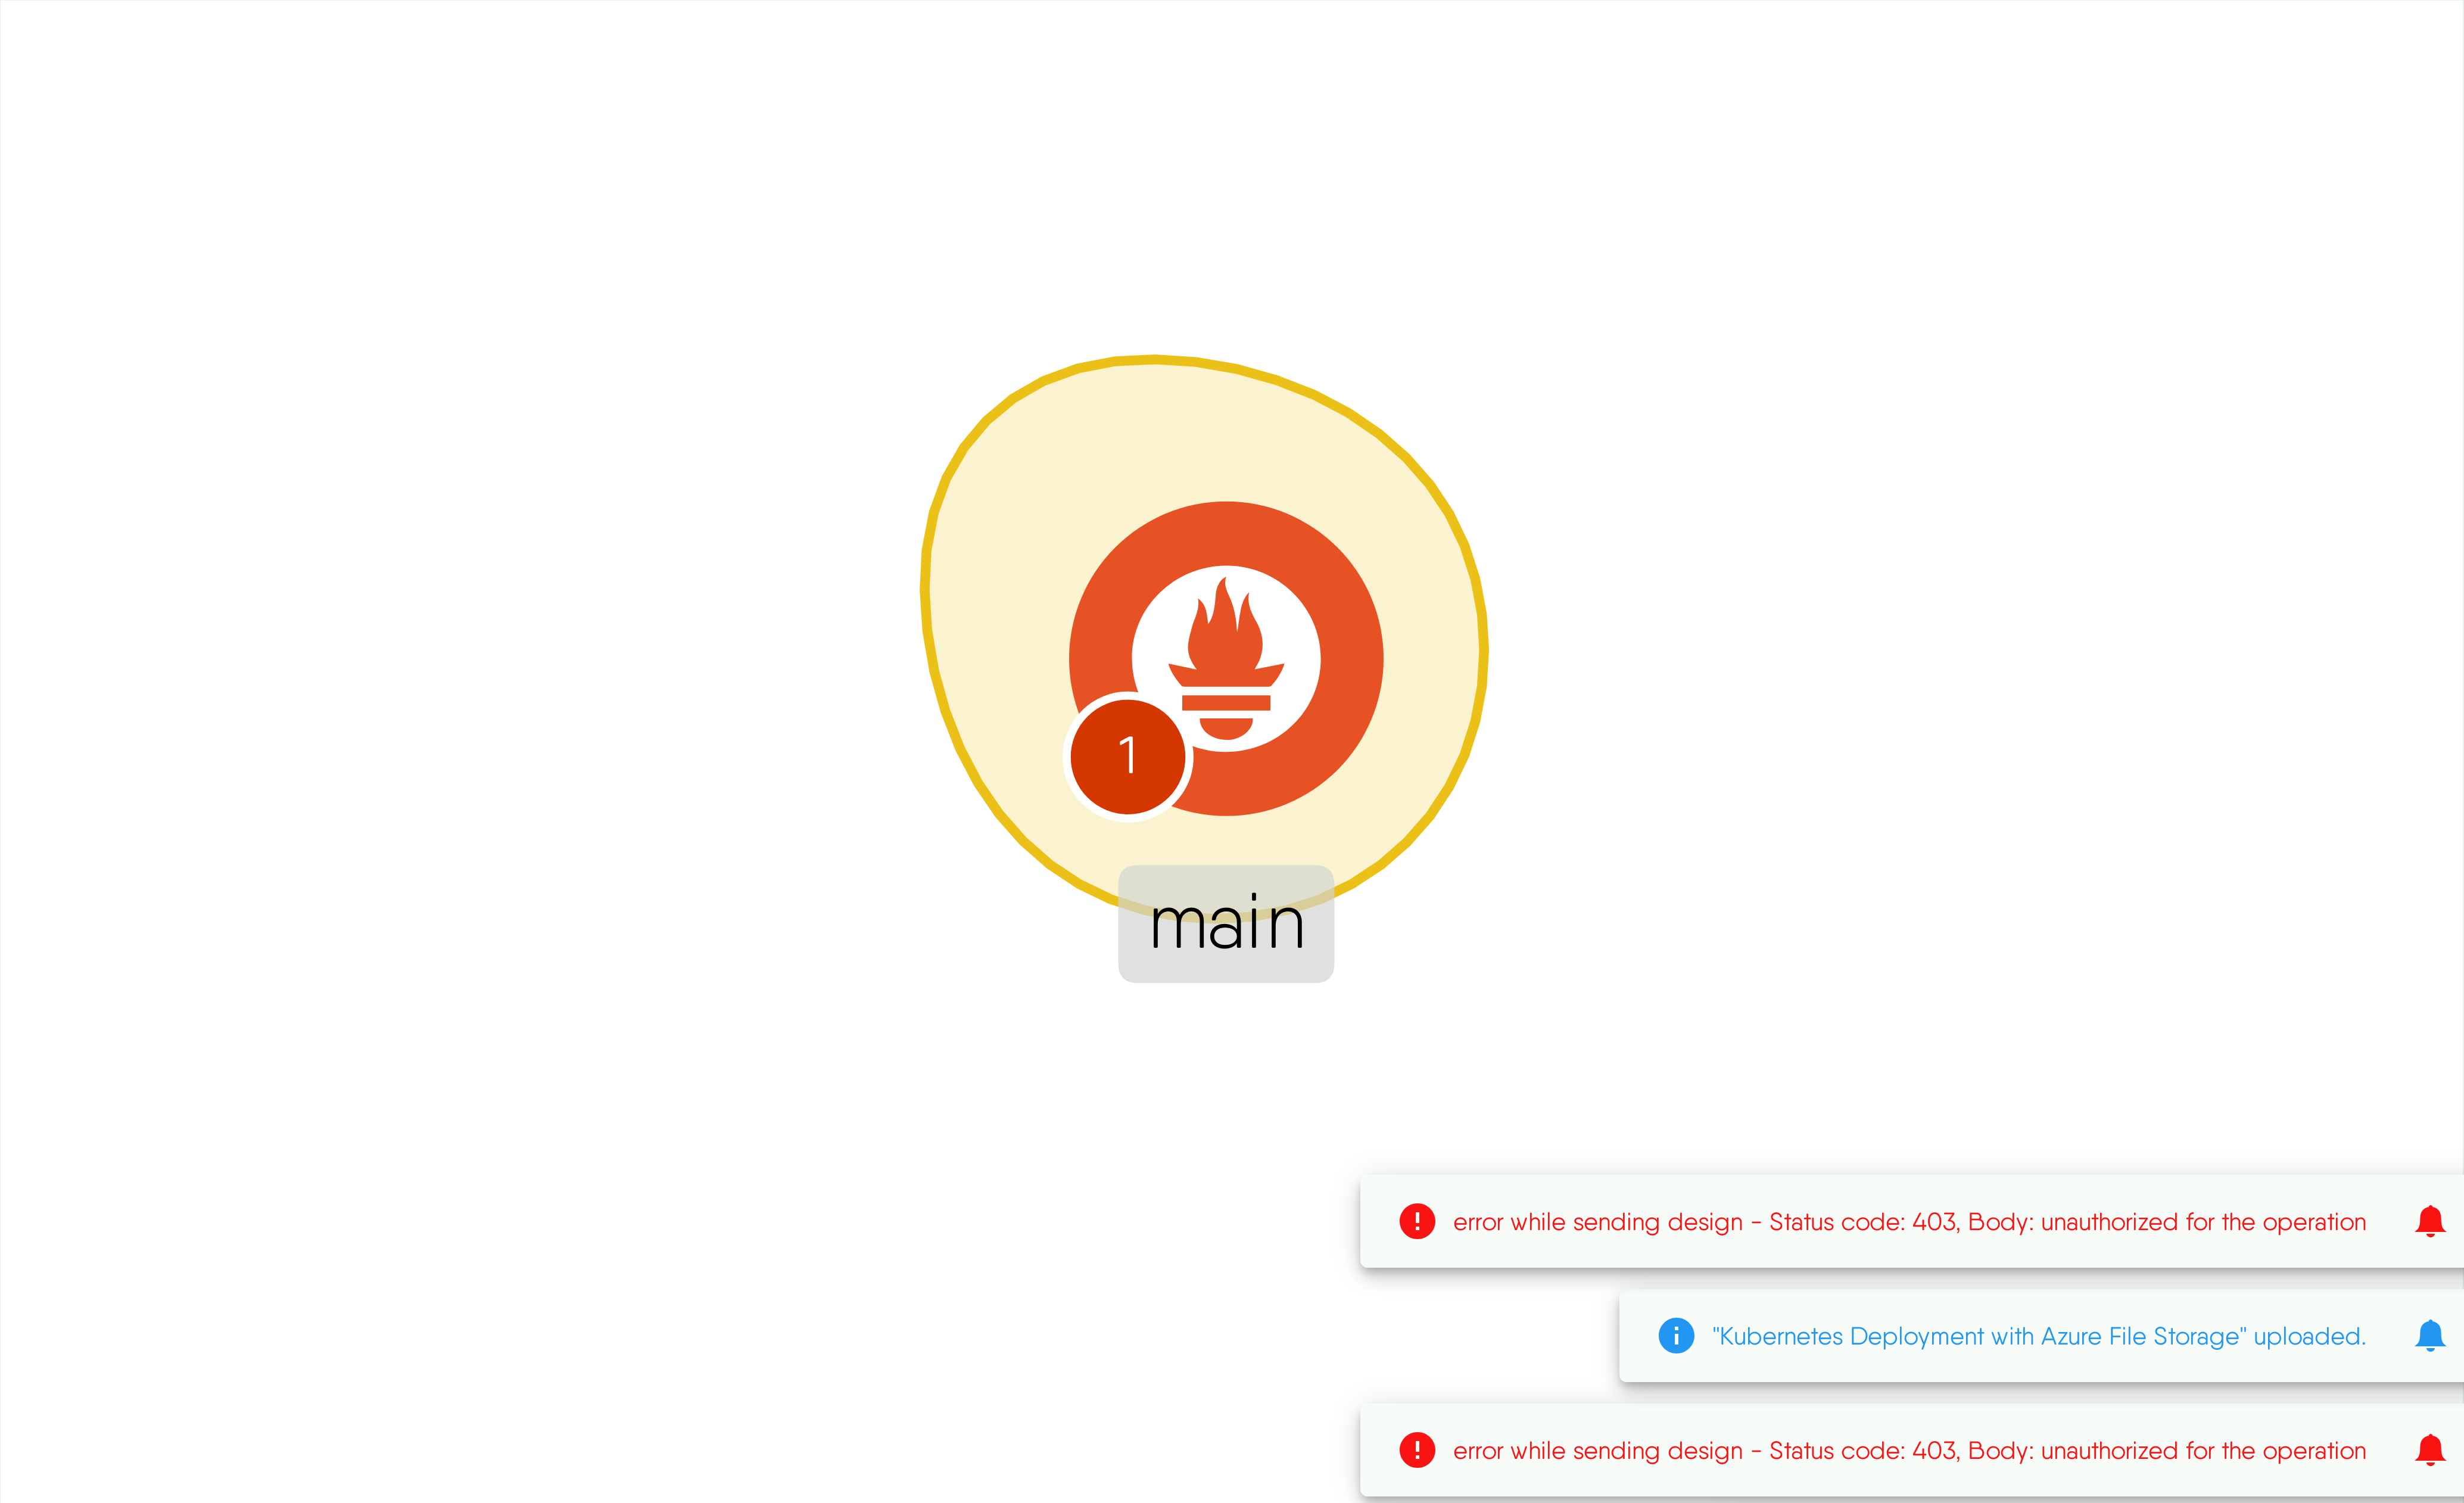 1
main
error while sending design - Status code: 403, Body: unauthorized for the operation
"Kubernetes Deployment with Azure File Storage" uploaded.
error while sending design - Status code: 403, Body: unauthorized for the operation